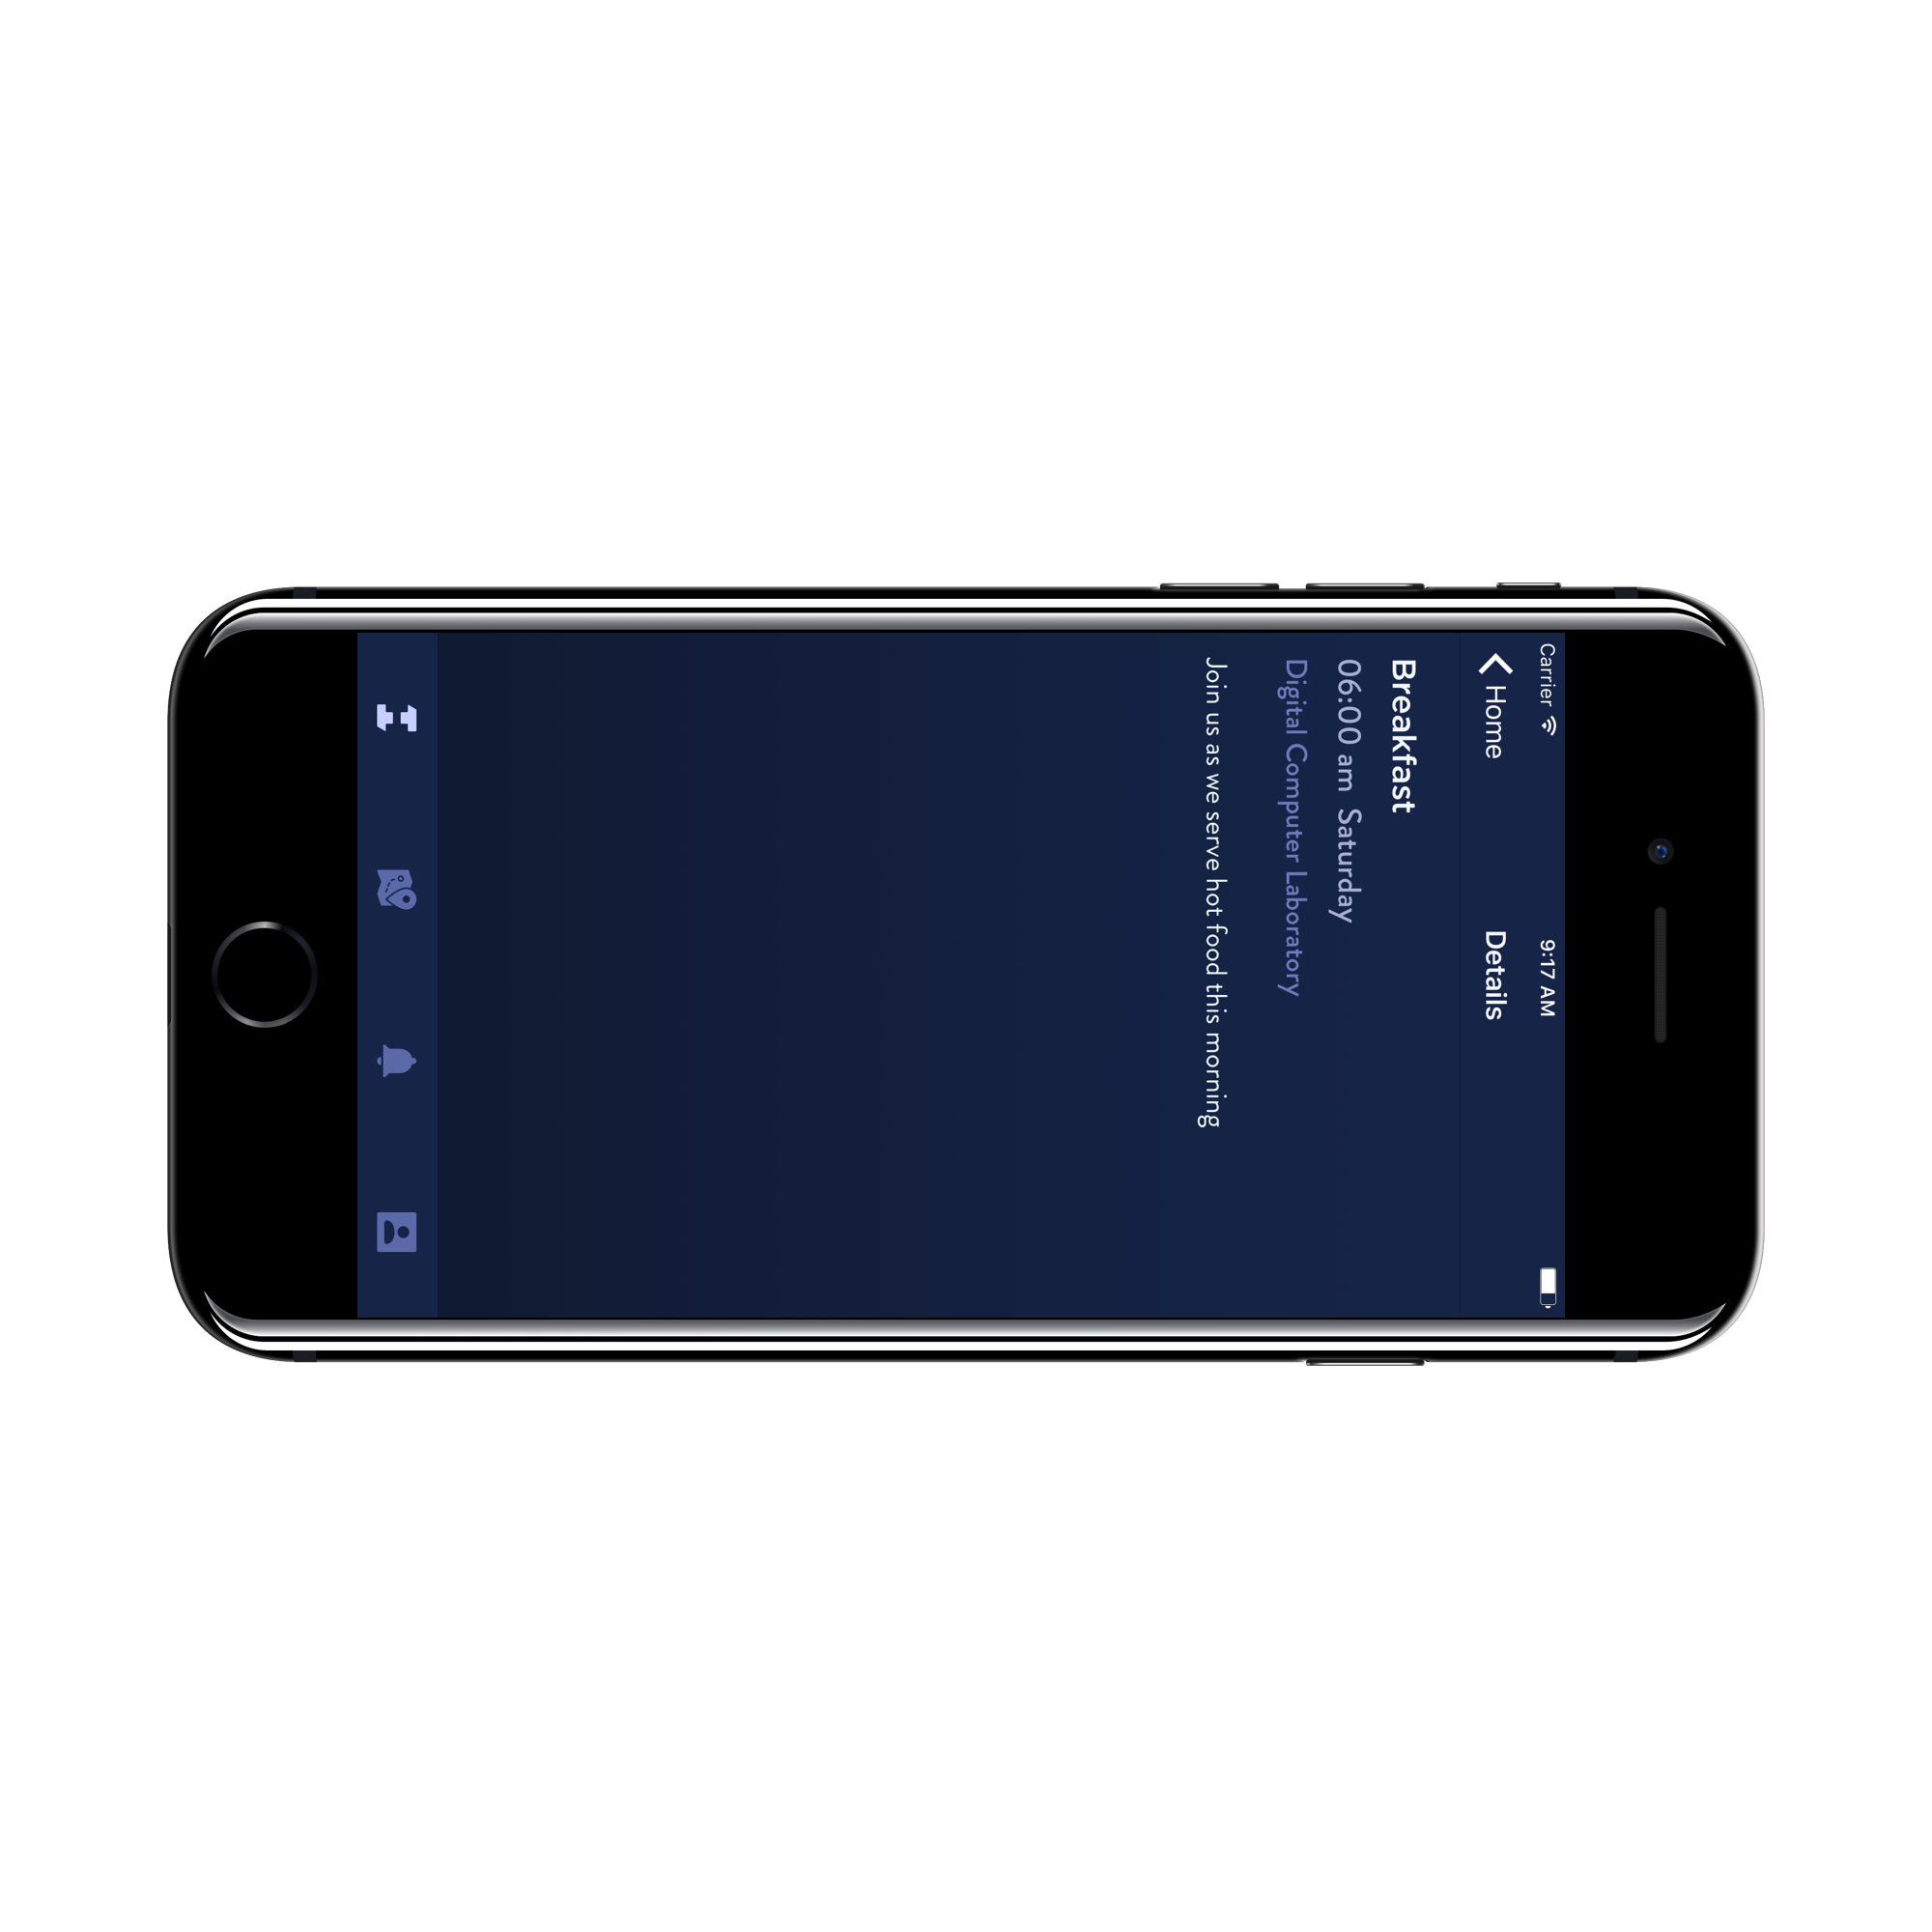 Carrier 9:17 AM
Home Details
Breakfast
06:00 am Saturday
Digital Computer Laboratory
Join us as we serve hot food this morning